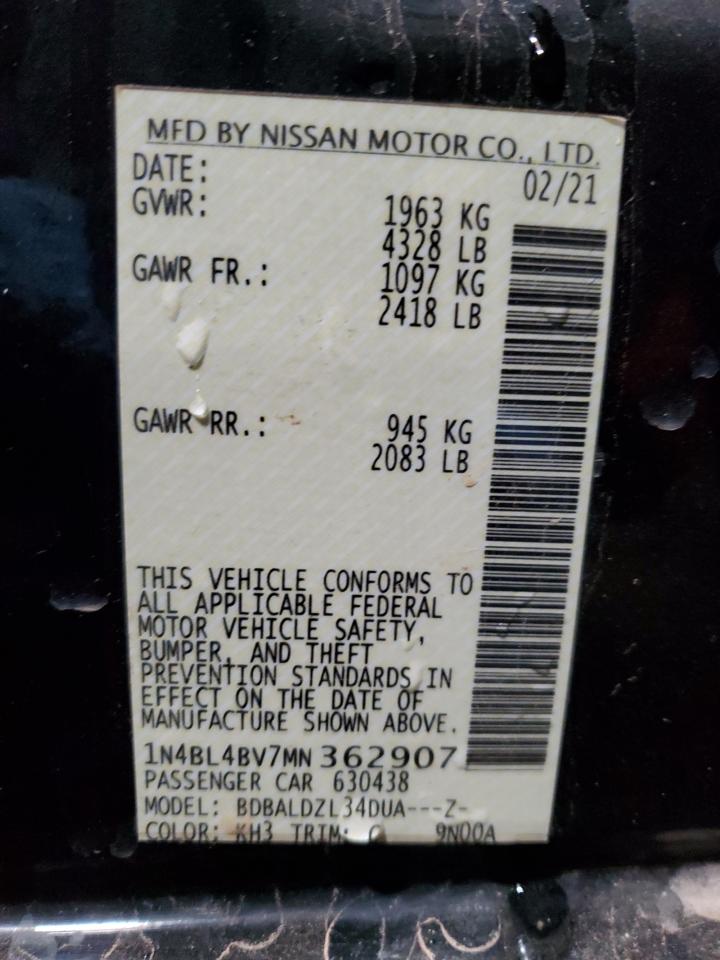 MFD BY NISSAN MOTOR CO., LTD.
DATE: 02/21
GVWR: 1963 KG
4328 LB
GAWR FR.: 1097 KG
2418 LB
GAWR RR.: 945 KG
2083 LB
THIS VEHICLE CONFORMS TO
ALL APPLICABLE FEDERAL
MOTOR VEHICLE SAFETY,
BUMPER, AND THEFT
PREVENTION STANDARDS IN
EFFECT ON THE DATE OF
MANUFACTURE SHOWN ABOVE.
1N4BL4BV7MN362907
PASSENGER CAR 630438
MODEL: BDBALDZL34DUA---Z-
COLOR: KH3 TRIM: 9N00A